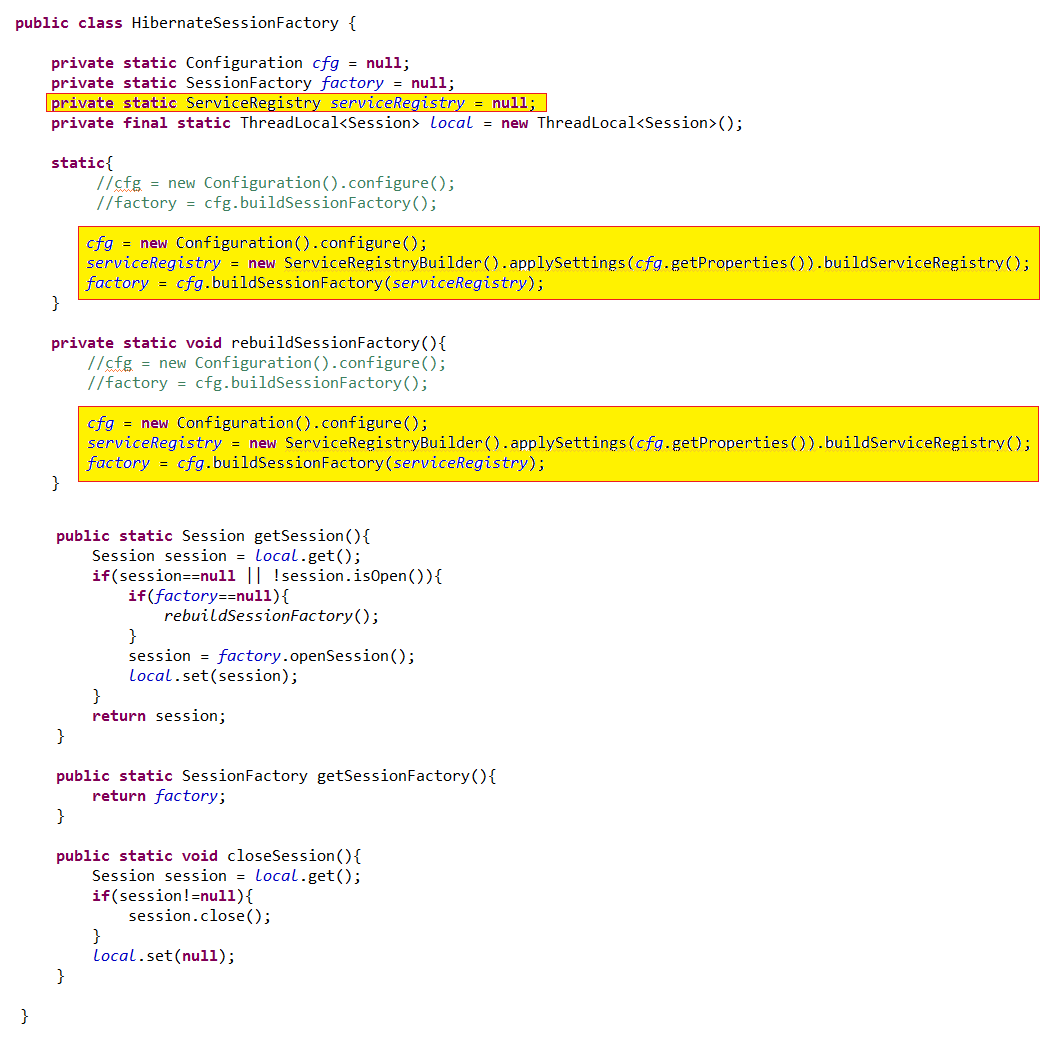 public class HibernateSessionFactory {
private static Configuration cfg = null;
private static SessionFactory factory = null;
private static ServiceRegistry serviceRegistry = null;
private final static ThreadLocal<Session> local = new ThreadLocal<Session>();
static{
//cfg = new Configuration().configure();
//factory = cfg.buildSessionFactory();
cfg = new Configuration().configure();
serviceRegistry = new ServiceRegistryBuilder().applySettings(cfg.getProperties()).buildServiceRegistry();
factory = cfg.buildSessionFactory(serviceRegistry);
}
private static void rebuildSessionFactory(){
//cfg = new Configuration().configure();
//factory = cfg.buildSessionFactory();
cfg = new Configuration().configure();
serviceRegistry = new ServiceRegistryBuilder().applySettings(cfg.getProperties()).buildServiceRegistry();
factory = cfg.buildSessionFactory(serviceRegistry);
}
public static Session getSession(){
Session session = local.get();
if(session==null || !session.isOpen()){
if(factory==null){
rebuildSessionFactory();
}
session = factory.openSession();
local.set(session);
}
return session;
}
public static SessionFactory getSessionFactory(){
return factory;
}
public static void closeSession(){
Session session = local.get();
if(session!=null){
session.close();
}
local.set(null);
}
}